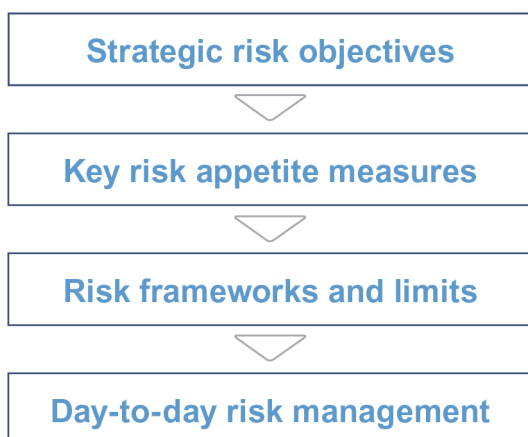 Strategic risk objectives
Key risk appetite measures
Risk frameworks and limits
Day-to-day risk management